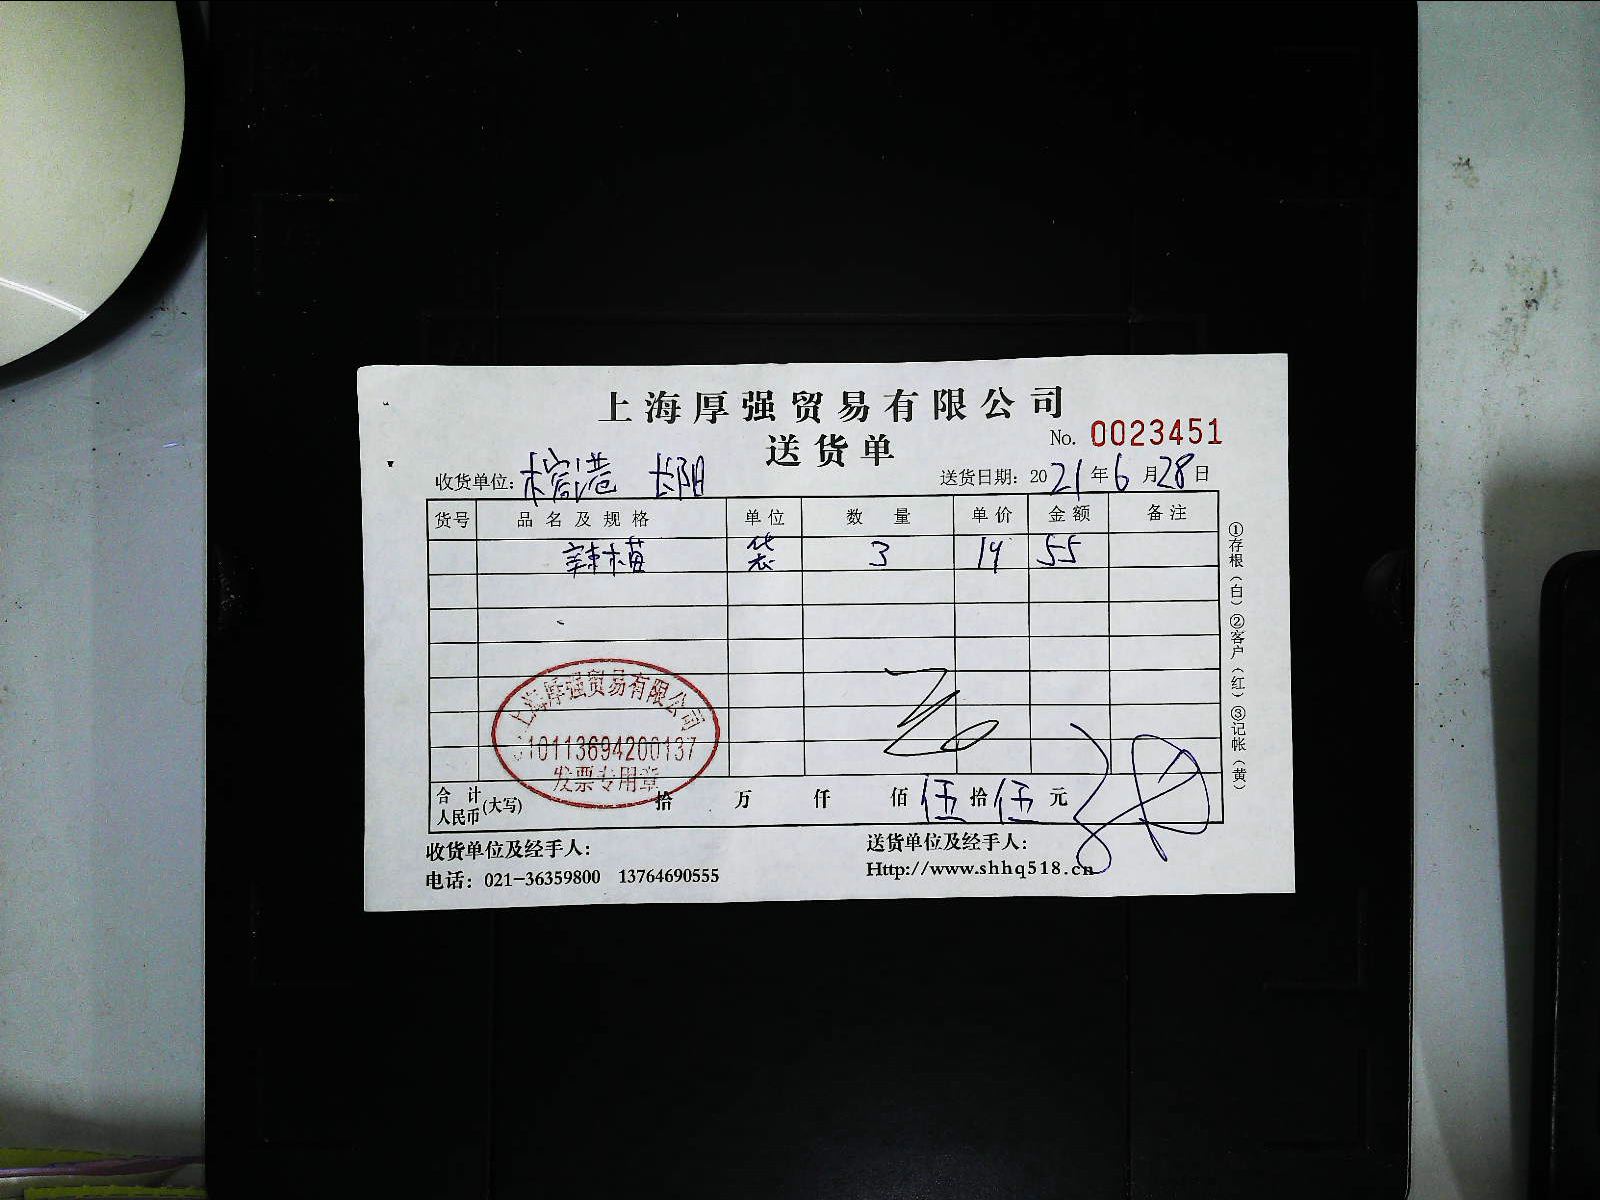 上海厚强贸易有限公司
送货单
No. 0023451
收货单位: 长阳
送货日期: 2021年6月28日
货号 品名及规格 单位 数量 单价 金额 备注
袋 3 19 55
上海厚强贸易有限公司
310113694200137
发票专用章
合计人民币(大写) 拾 万 仟 佰 伍 拾 伍 元
收货单位及经手人:
送货单位及经手人:
电话: 021-36359800 13764690555
Http://www.shhq518.cn
①存根(白)②客户(红)③记帐(黄)